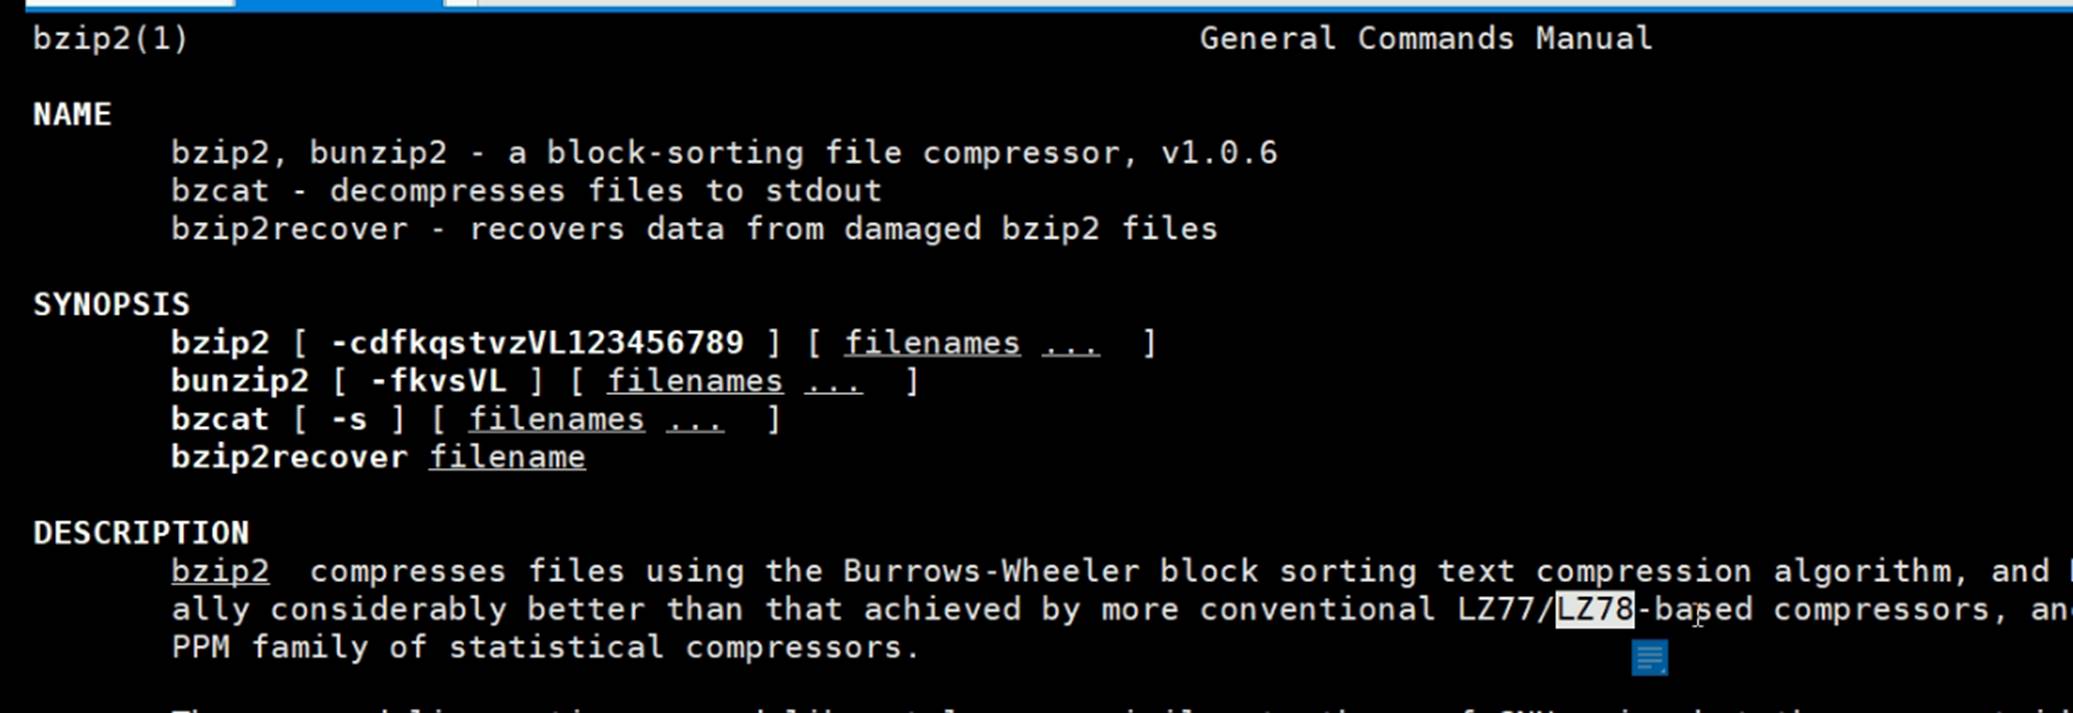 bzip2(1) General Commands Manual
NAME
bzip2, bunzip2 - a block-sorting file compressor, v1.0.6
bzcat - decompresses files to stdout
bzip2recover - recovers data from damaged bzip2 files
SYNOPSIS
bzip2 [ -cdfkqstvzVL123456789 ] [ filenames ... ]
bunzip2 [ -fkvsVL ] [ filenames ... ]
bzcat [ -s ] [ filenames ... ]
bzip2recover filename
DESCRIPTION
bzip2 compresses files using the Burrows-Wheeler block sorting text compression algorithm, and
ally considerably better than that achieved by more conventional LZ77/LZ78-based compressors,
PPM family of statistical compressors.